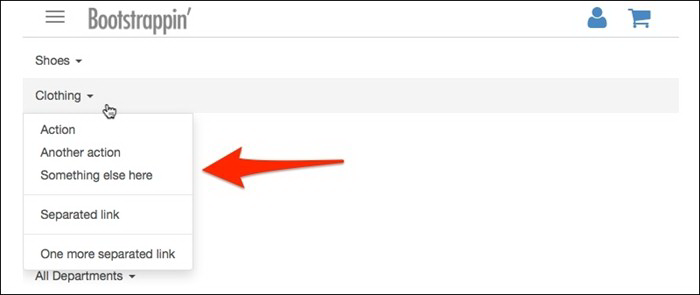 Bootstrappin'
Shoes
Clothing
Action
Another action
Something else here
Separated link
One more separated link
All Departments